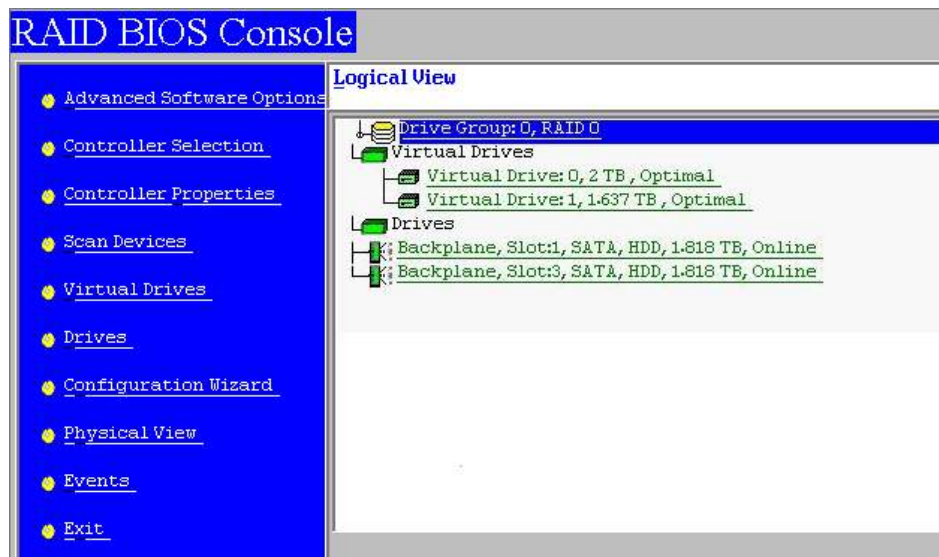 RAID BIOS Console
Advanced Software Options
Controller Selection
Controller Properties
Scan Devices
Virtual Drives
Drives
Configuration Wizard
Physical View
Events
Exit
Logical View
Drive Group: 0, RAID 0
Virtual Drives
Virtual Drive: 0, 2 TB , Optimal
Virtual Drive: 1, 1.637 TB , Optimal
Drives
Backplane, Slot:1, SATA, HDD, 1.818 TB, Online
Backplane, Slot:3, SATA, HDD, 1.818 TB, Online